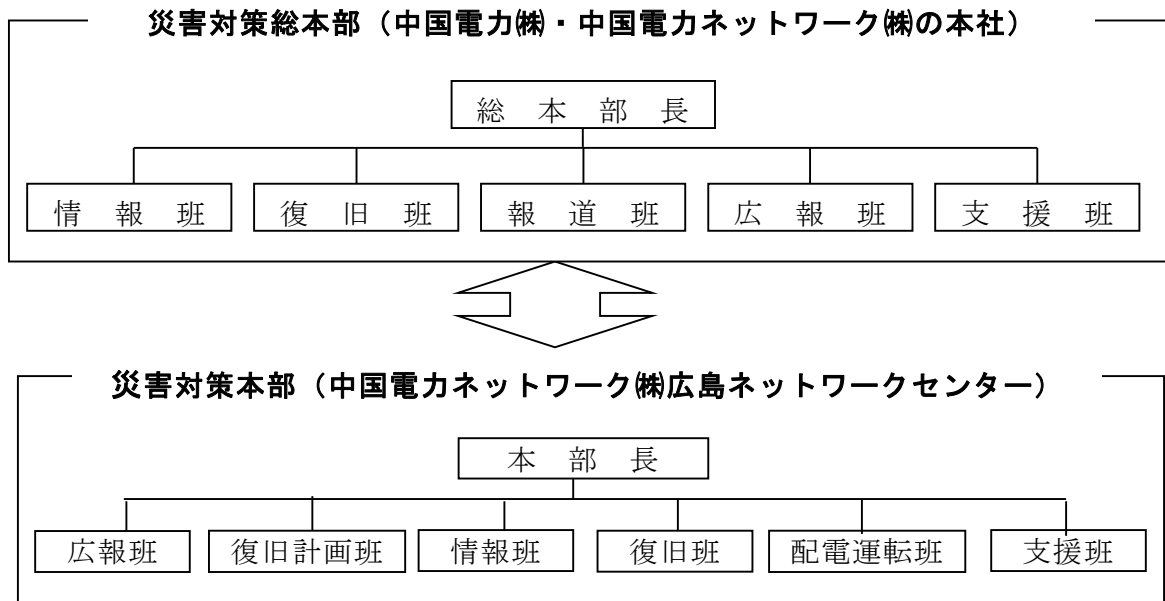 災害対策総本部（中国電力㈱・中国電力ネットワーク㈱の本社）
総本部長
情報班 復旧班 報道班 広報班 支援班
災害対策本部（中国電力ネットワーク㈱広島ネットワークセンター）
本部長
広報班 復旧計画班 情報班 復旧班 配電運転班 支援班